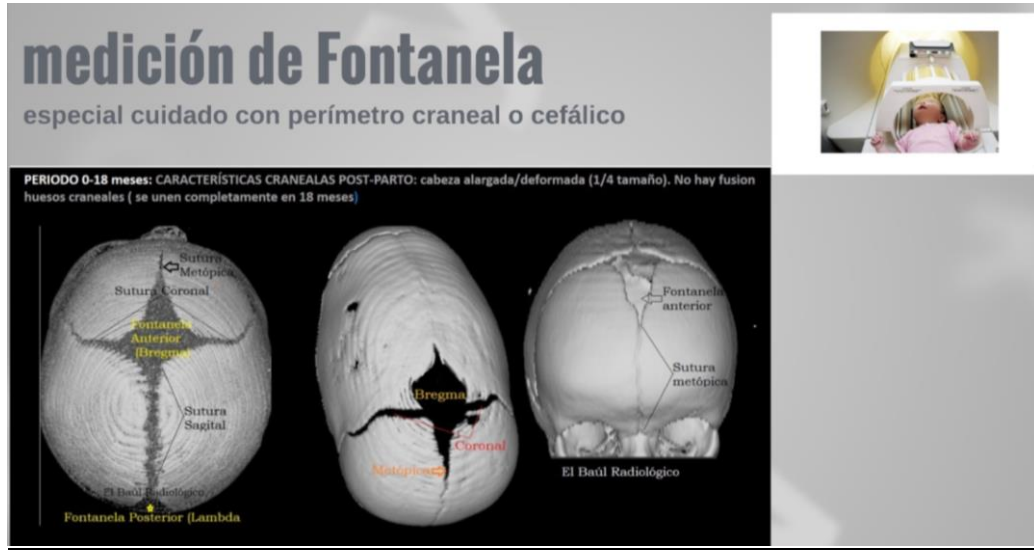 medición de Fontanela
especial cuidado con perímetro craneal o cefálico
PERIODO 0-18 meses: CARACTERÍSTICAS CRANEALAS POST-PARTO: cabeza alargada/deformada (1/4 tamaño). No hay fusion
huesos craneales ( se unen completamente en 18 meses)
Sutura
Metópica
Sutura Coronal
Fontanela
Anterior
(Bregma)
Sutura
Sagital
El Baúl Radiológico
Fontanela Posterior (Lambda
Bregma
Coronal
Metópica
Fontanela
anterior
Sutura
metópica
El Baúl Radiológico